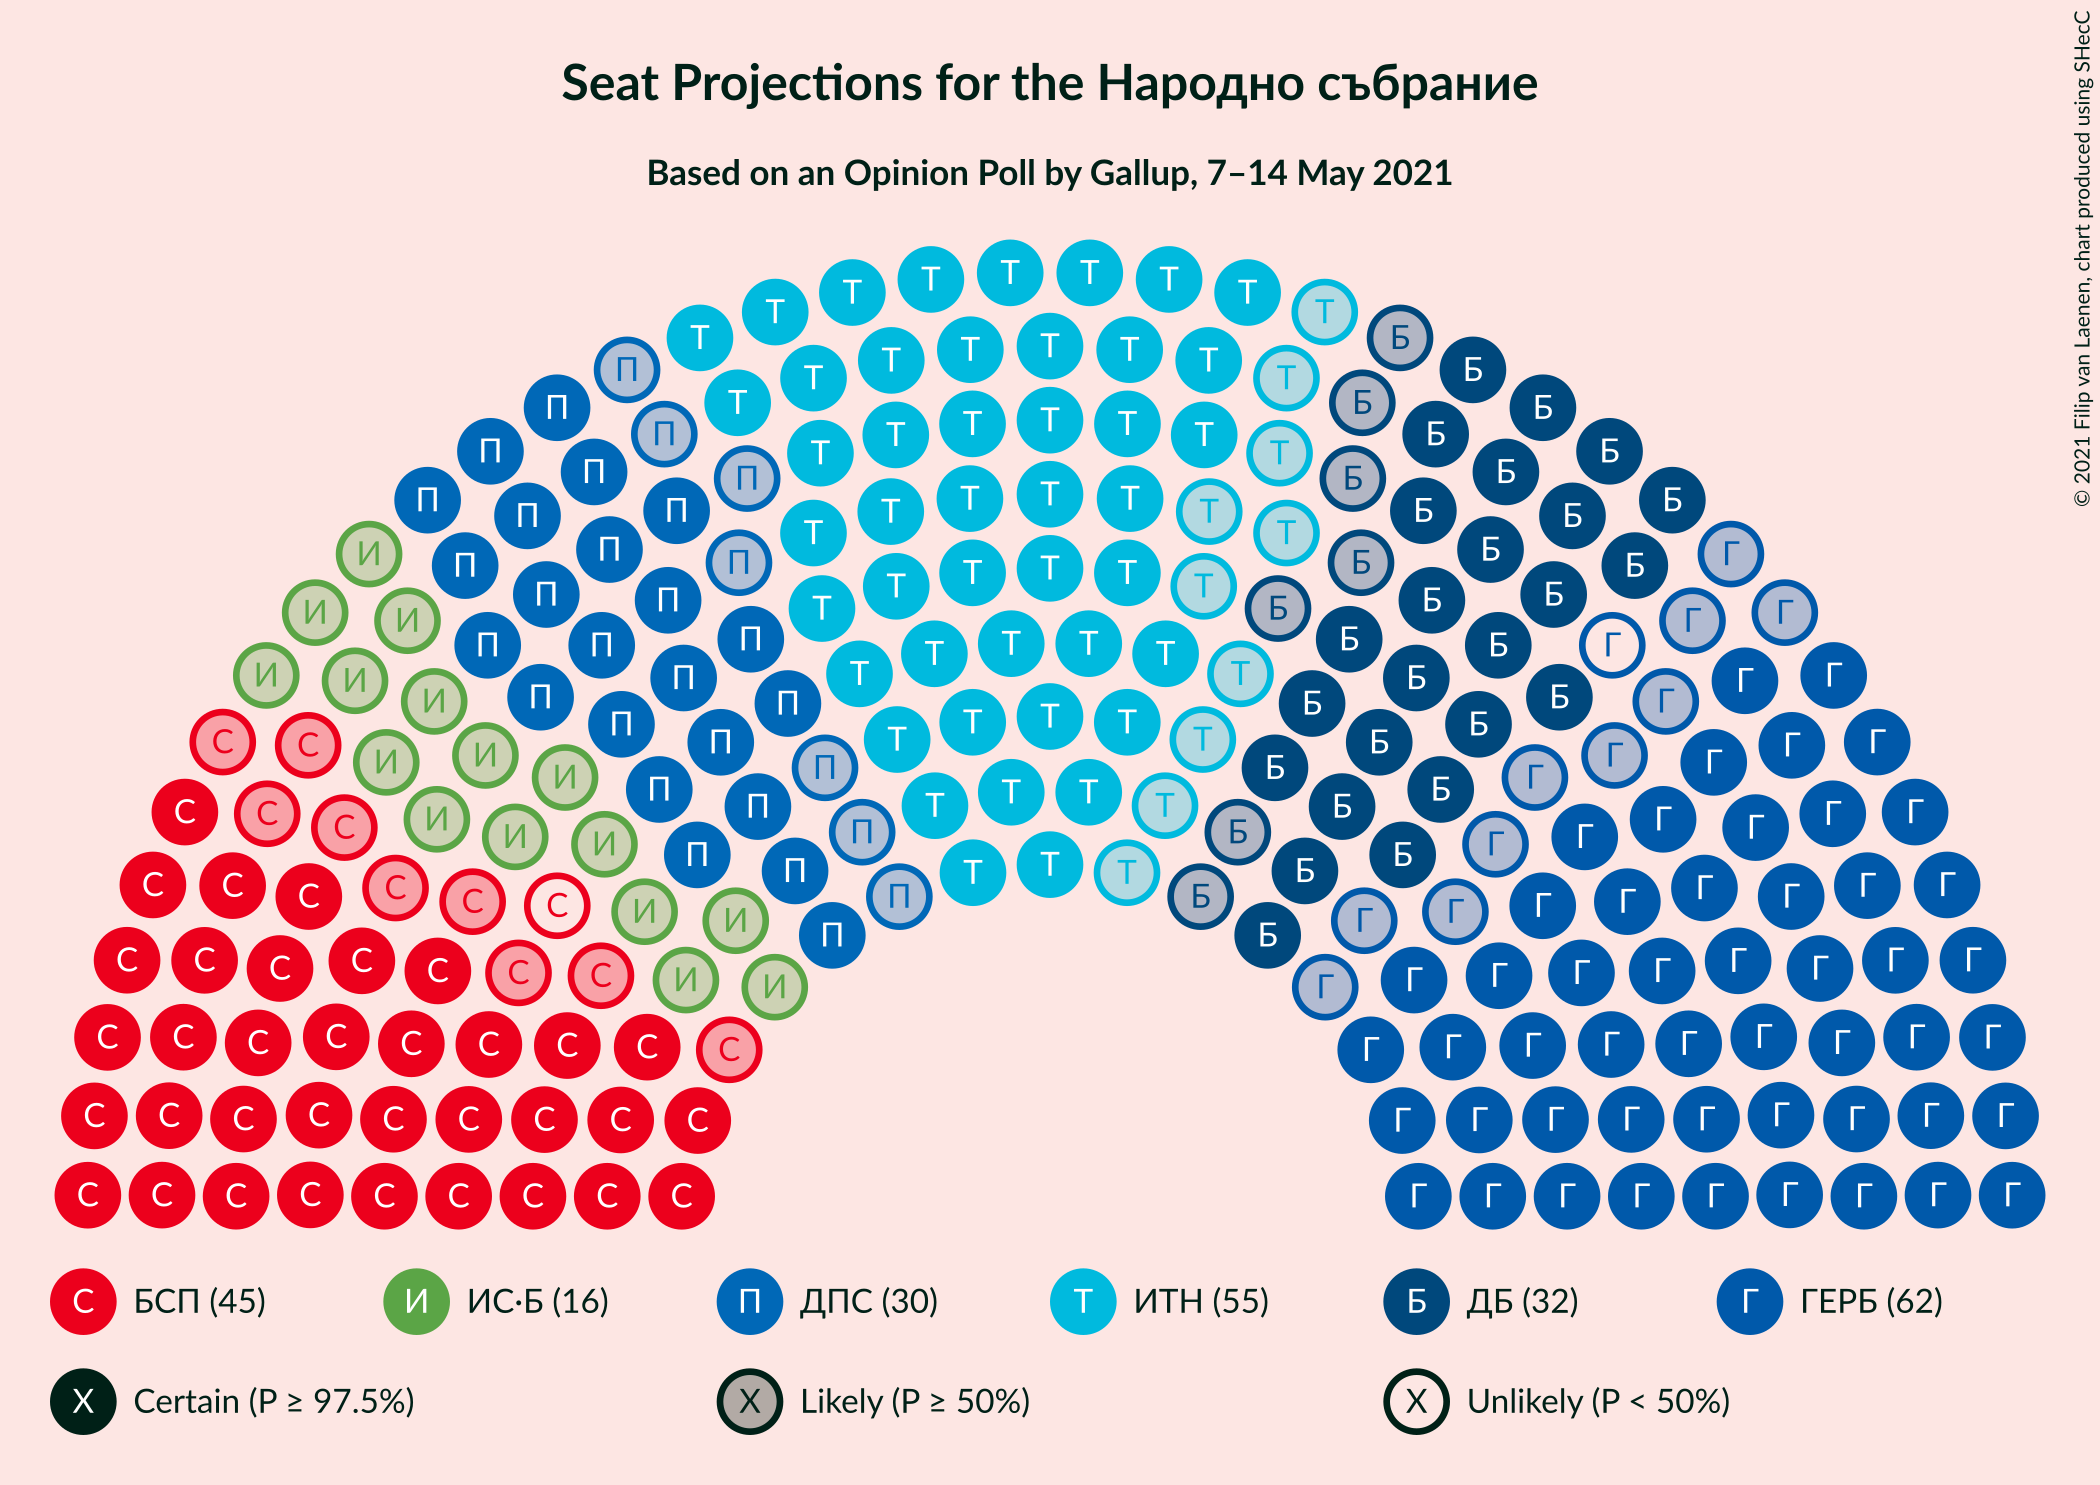 Seat Projections for the Народно събрание
Based on an Opinion Poll by Gallup, 7–14 May 2021
© 2021 Filip van Laenen, chart produced using SHecC
С БСП (45) И ИС·Б (16) П ДПС (30) Т ИТН (55) Б ДБ (32) Г ГЕРБ (62)
X Certain (P ≥ 97.5%) X Likely (P ≥ 50%) X Unlikely (P < 50%)